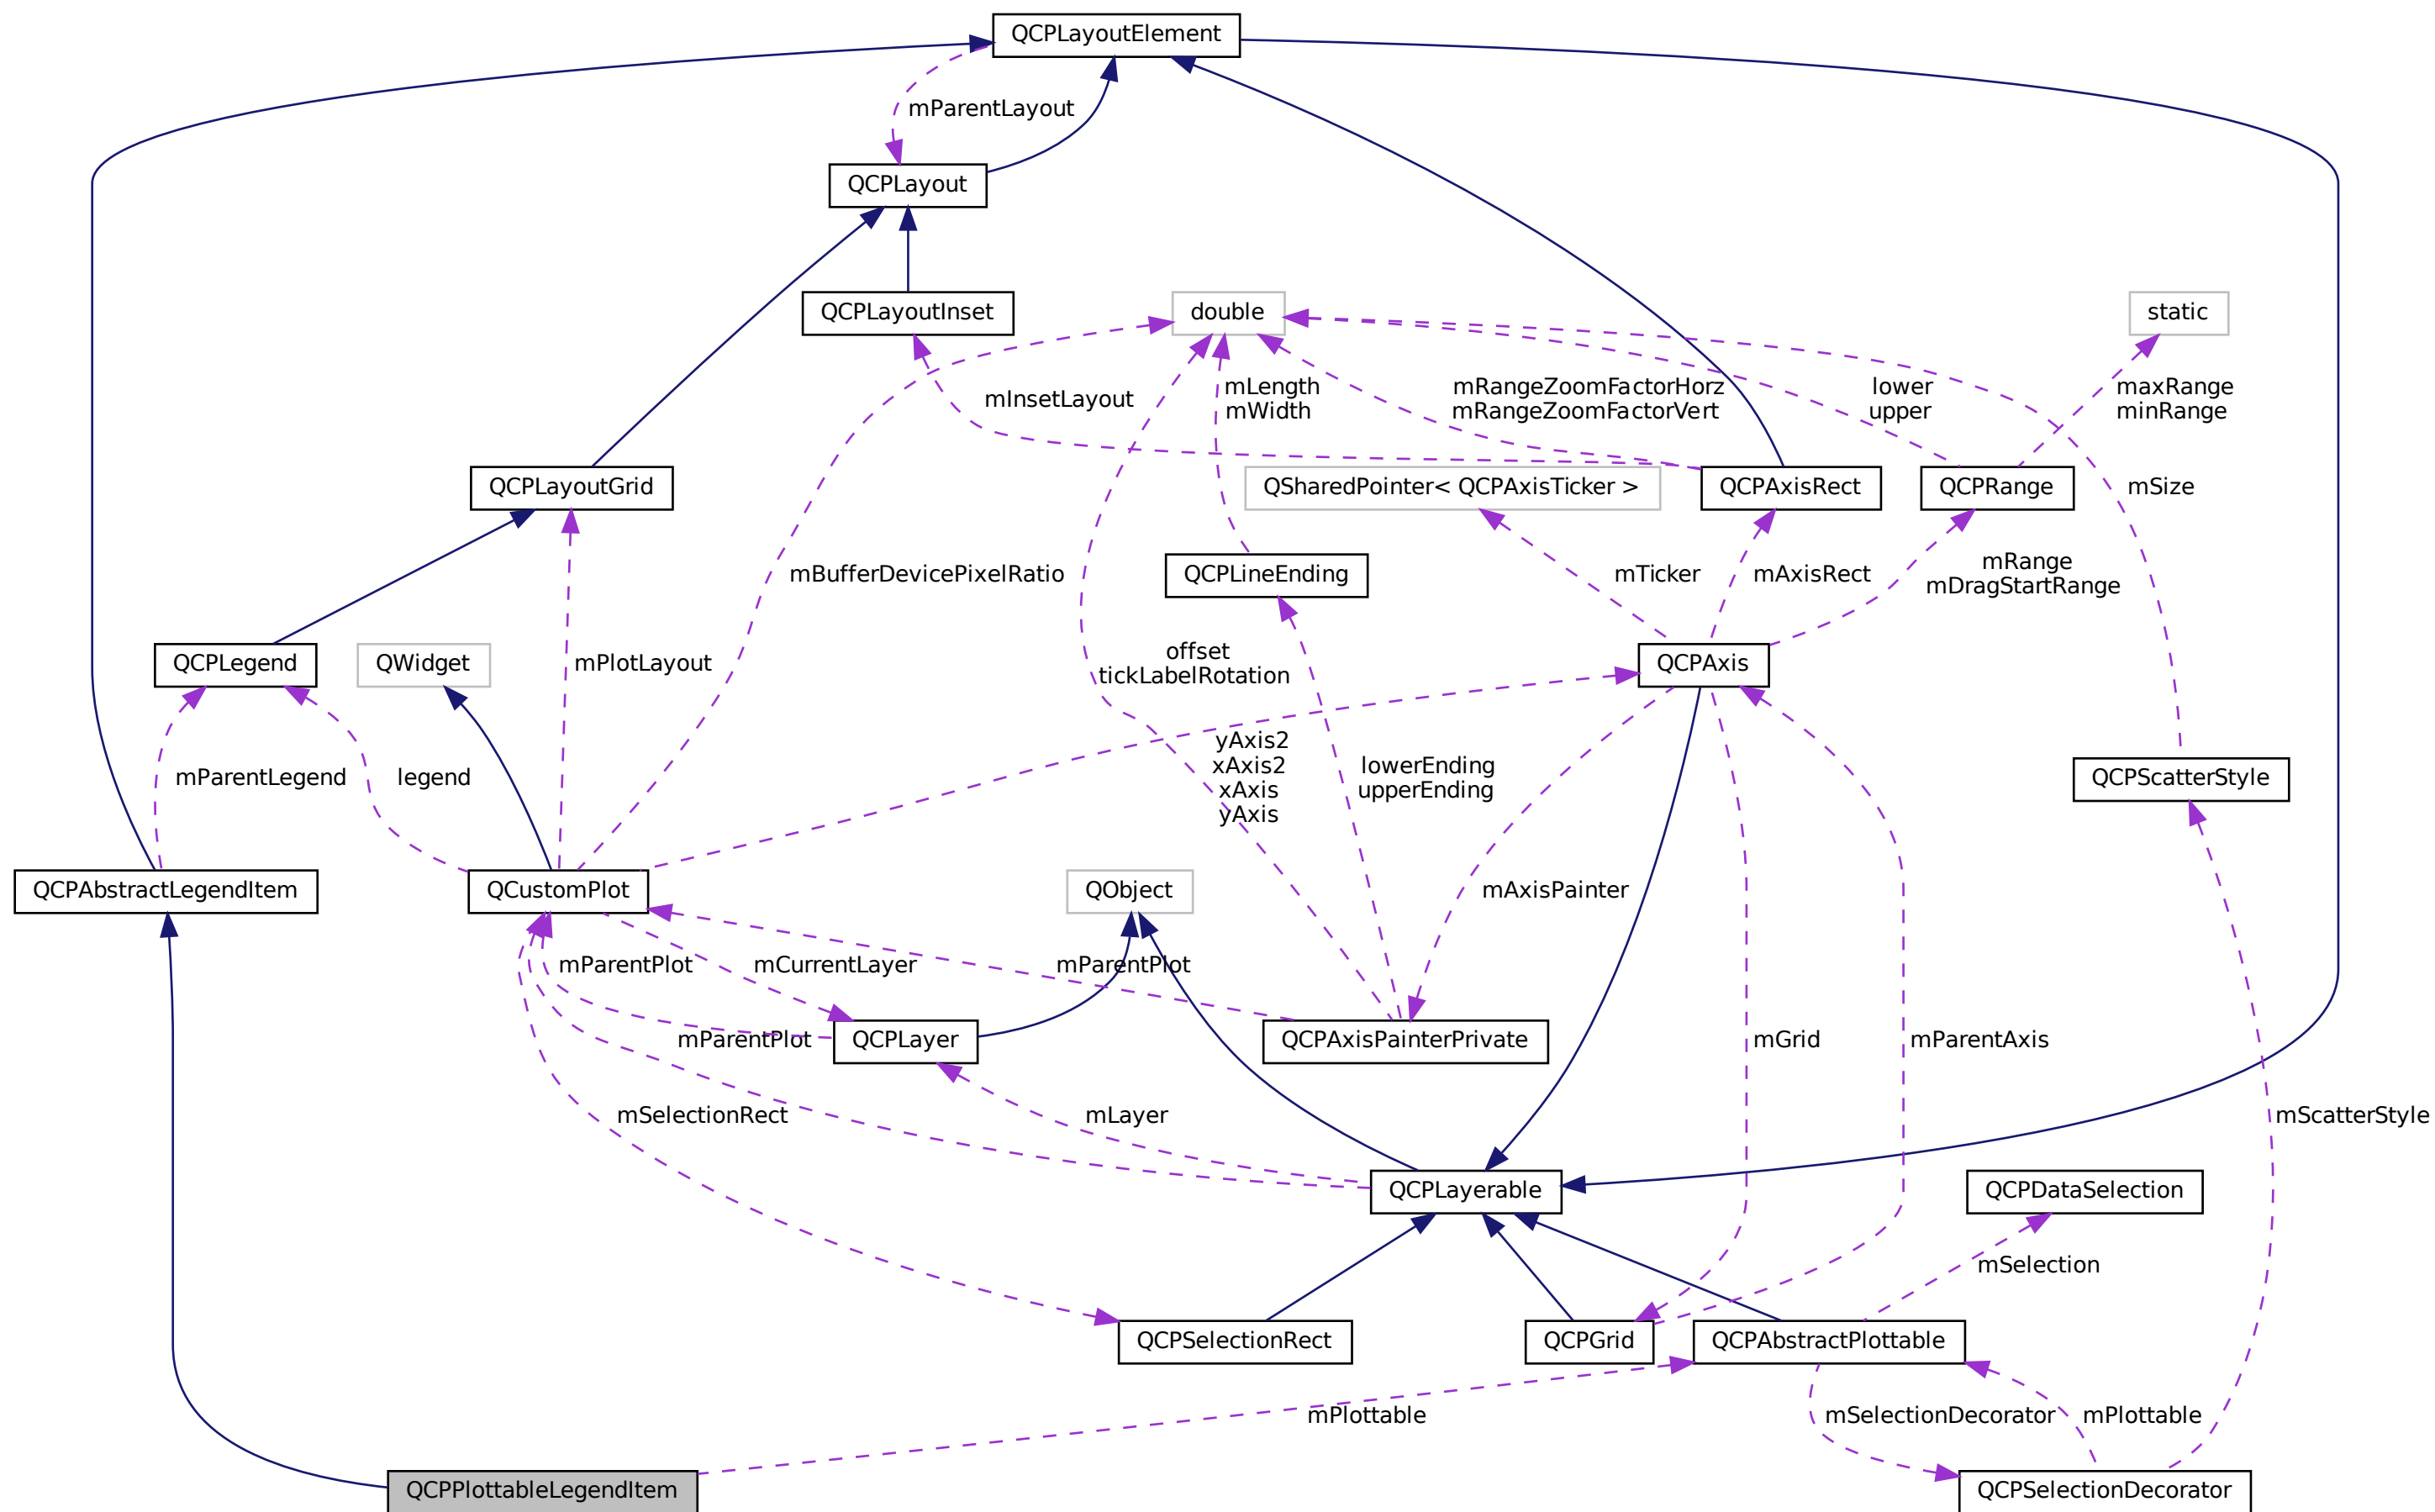 QCPLayoutElement
mParentLayout
QCPLayout
QCPLayoutInset
double
static
mInsetLayout
mLength
mWidth
mRangeZoomFactorHorz
mRangeZoomFactorVert
lower
upper
maxRange
minRange
QCPLayoutGrid
QSharedPointer< QCPAxisTicker >
QCPAxisRect
QCPRange
mSize
mBufferDevicePixelRatio
QCPLineEnding
mTicker
mAxisRect
mRange
mDragStartRange
QCPLegend
QWidget
mPlotLayout
offset
tickLabelRotation
QCPAxis
mParentLegend
legend
yAxis2
xAxis2
xAxis
yAxis
lowerEnding
upperEnding
QCPScatterStyle
QCPAbstractLegendItem
QCustomPlot
QObject
mAxisPainter
mParentPlot
mCurrentLayer
mParentPlot
mParentPlot
QCPLayer
QCPAxisPainterPrivate
mGrid
mParentAxis
mSelectionRect
mLayer
mScatterStyle
QCPLayerable
QCPDataSelection
mSelection
QCPSelectionRect
QCPGrid
QCPAbstractPlottable
mPlottable
mSelectionDecorator
mPlottable
QCPPlottableLegendItem
QCPSelectionDecorator